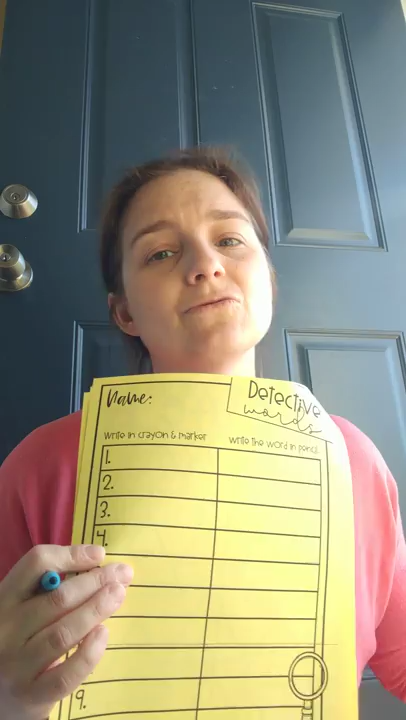 Name:
Detective
words
Write in crayon & marker
Write the word in pencil
1.
2.
3.
4.
9.